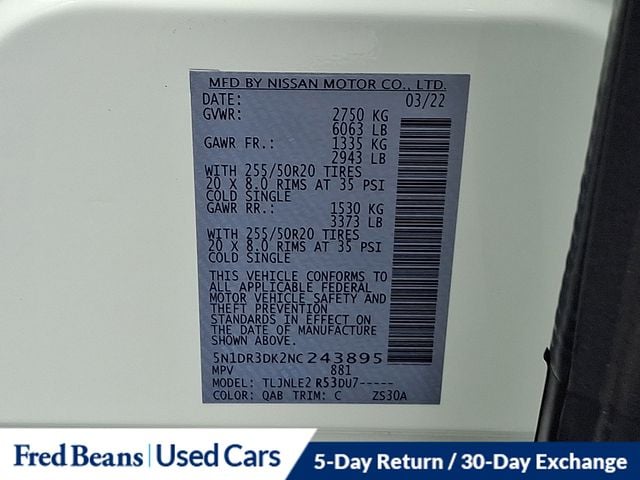 MFD BY NISSAN MOTOR CO., LTD.
DATE: 03/22
GVWR: 2750 KG
6063 LB
GAWR FR.: 1335 KG
2943 LB
WITH 255/50R20 TIRES
20 X 8.0 RIMS AT 35 PSI
COLD SINGLE
GAWR RR.: 1530 KG
3373 LB
WITH 255/50R20 TIRES
20 X 8.0 RIMS AT 35 PSI
COLD SINGLE
THIS VEHICLE CONFORMS TO
ALL APPLICABLE FEDERAL
MOTOR VEHICLE SAFETY AND
THEFT PREVENTION
STANDARDS IN EFFECT ON
THE DATE OF MANUFACTURE
SHOWN ABOVE.
5N1DR3DK2NC243895
MPV 881
MODEL: TLJNLE2 R53DU7-----
COLOR: QAB TRIM: C ZS30A
Fred Beans | Used Cars 5-Day Return / 30-Day Exchange